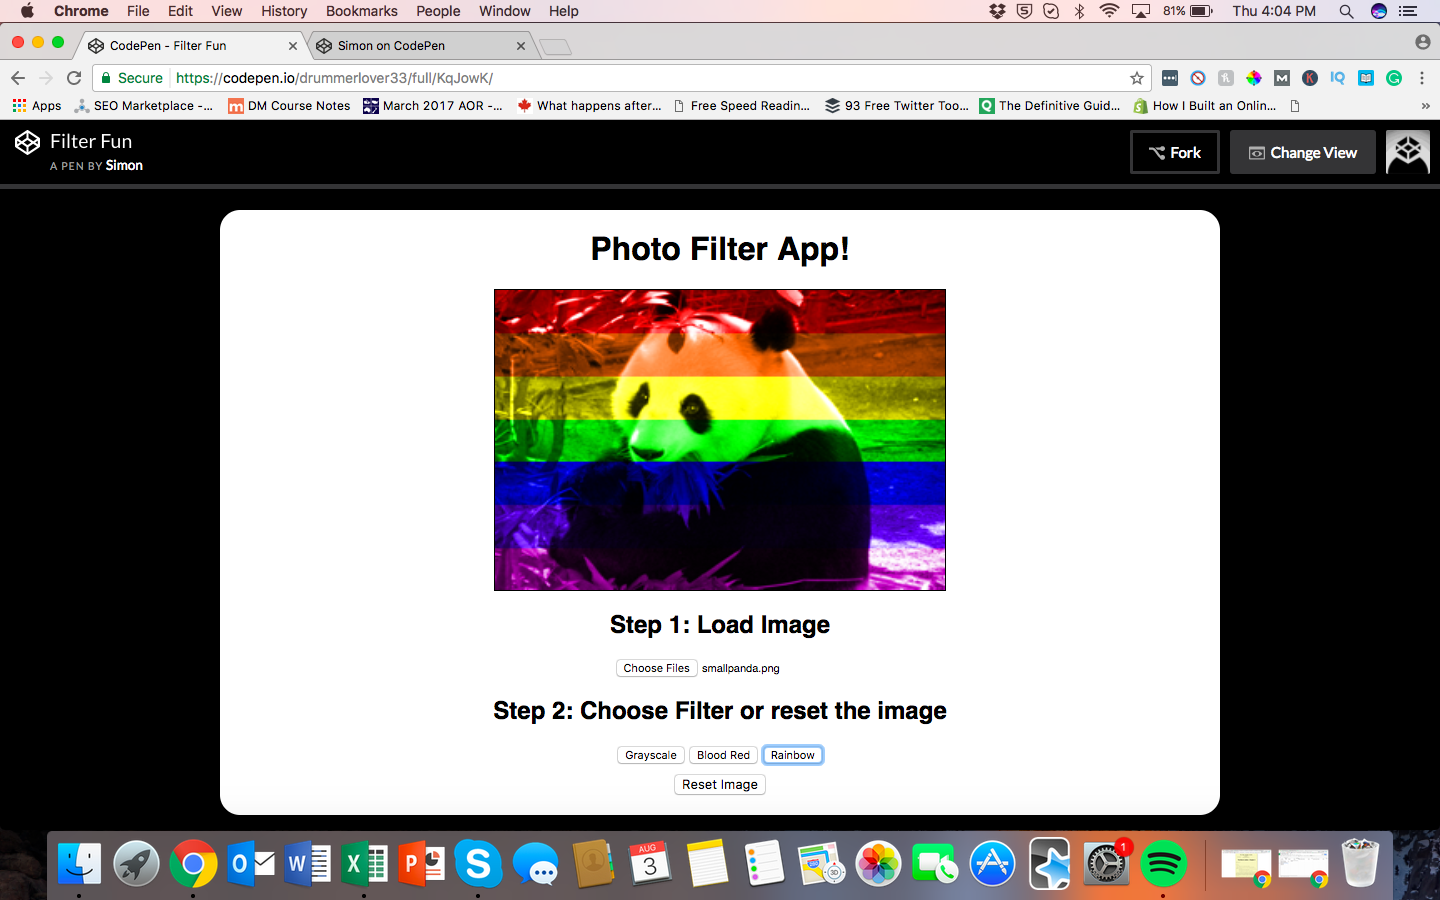 Chrome File Edit View History Bookmarks People Window Help 81% Thu 4:04 PM
CodePen - Filter Fun Simon on CodePen
Secure https://codepen.io/drummerlover33/full/KqJowK/
Apps SEO Marketplace -... DM Course Notes March 2017 AOR -... What happens after... Free Speed Readin... 93 Free Twitter Too... The Definitive Guid... How I Built an Onlin... »
Filter Fun
A PEN BY Simon
Fork Change View
Photo Filter App!
Step 1: Load Image
Choose Files smallpanda.png
Step 2: Choose Filter or reset the image
Grayscale Blood Red Rainbow
Reset Image
AUG
3
1